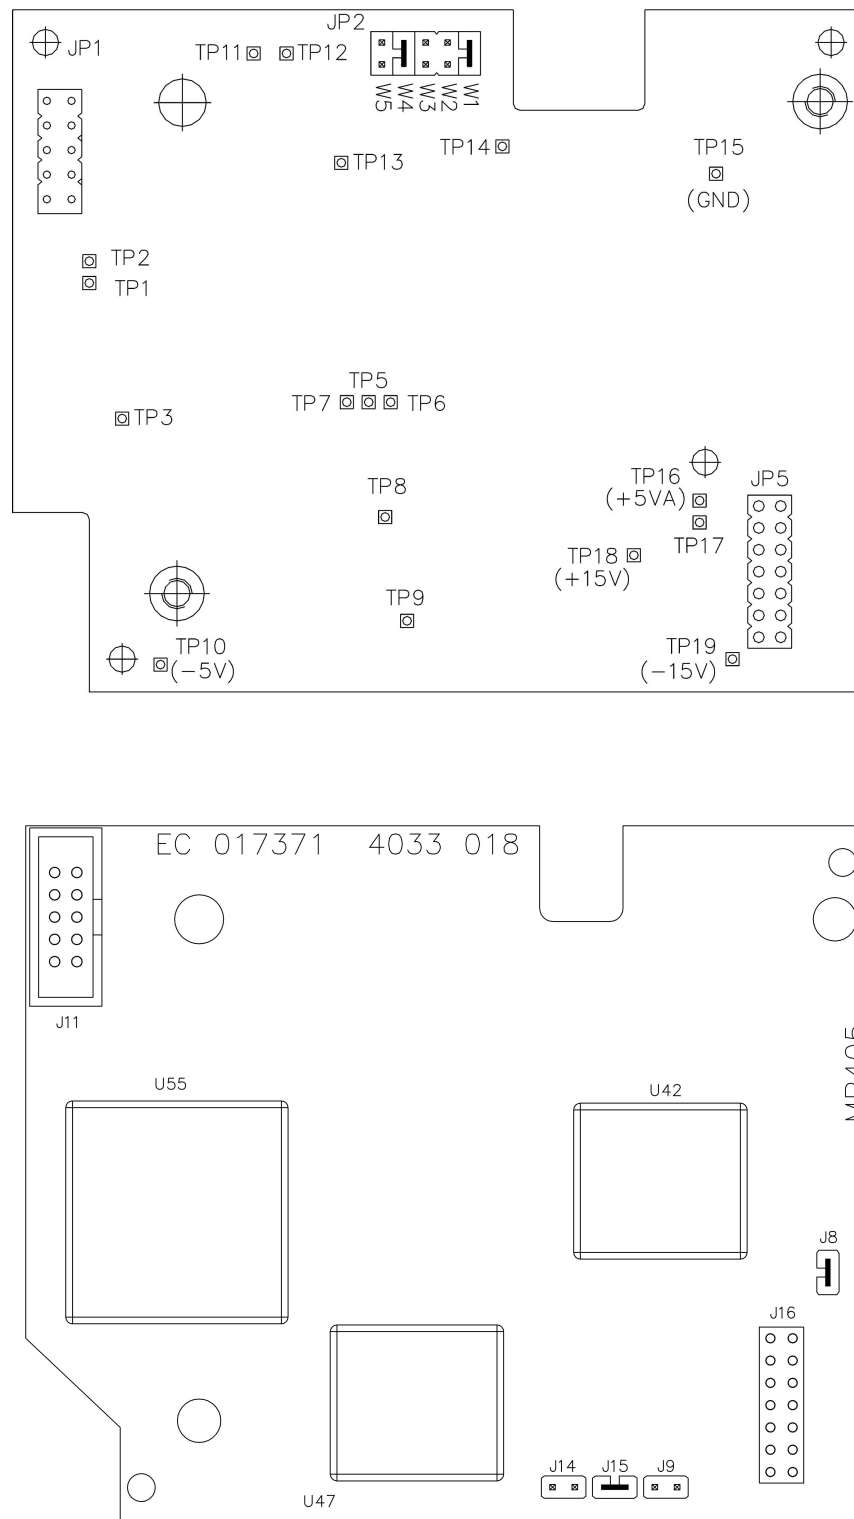 JP2
JP1
TP11
TP12
W5
W4
W3
W2
W1
TP14
TP13
TP15
(GND)
TP2
TP1
TP5
TP7
TP6
TP3
TP16
(+5VA)
JP5
TP8
TP17
TP18
(+15V)
TP9
TP10
(−5V)
TP19
(−15V)
EC 017371 4033 018
J11
U55
U42
J8
J16
J14
J15
J9
U47